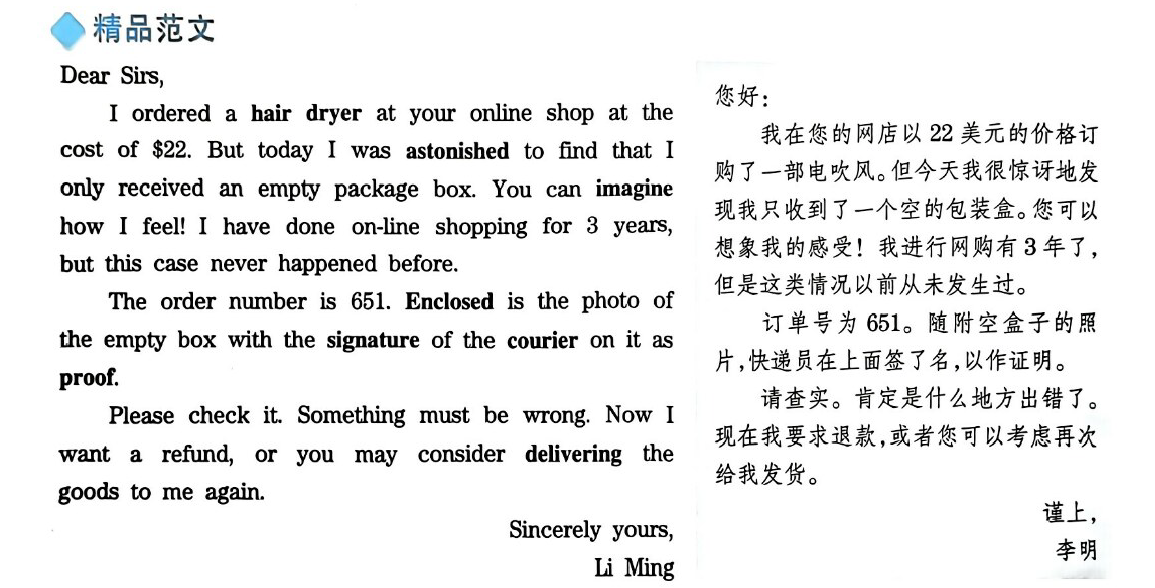 精品范文
Dear Sirs,
I ordered a hair dryer at your online shop at the
cost of $22. But today I was astonished to find that I
only received an empty package box. You can imagine
how I feel! I have done on-line shopping for 3 years,
but this case never happened before.
The order number is 651. Enclosed is the photo of
the empty box with the signature of the courier on it as
proof.
Please check it. Something must be wrong. Now I
want a refund, or you may consider delivering the
goods to me again.
Sincerely yours,
Li Ming
您好：
我在您的网店以 22 美元的价格订
购了一部电吹风。但今天我很惊讶地发
现我只收到了一个空的包装盒。您可以
想象我的感受！我进行网购有 3 年了，
但是这类情况以前从未发生过。
订单号为 651。随附空盒子的照
片，快递员在上面签了名，以作证明。
请查实。肯定是什么地方出错了。
现在我要求退款，或者您可以考虑再次
给我发货。
谨上，
李明